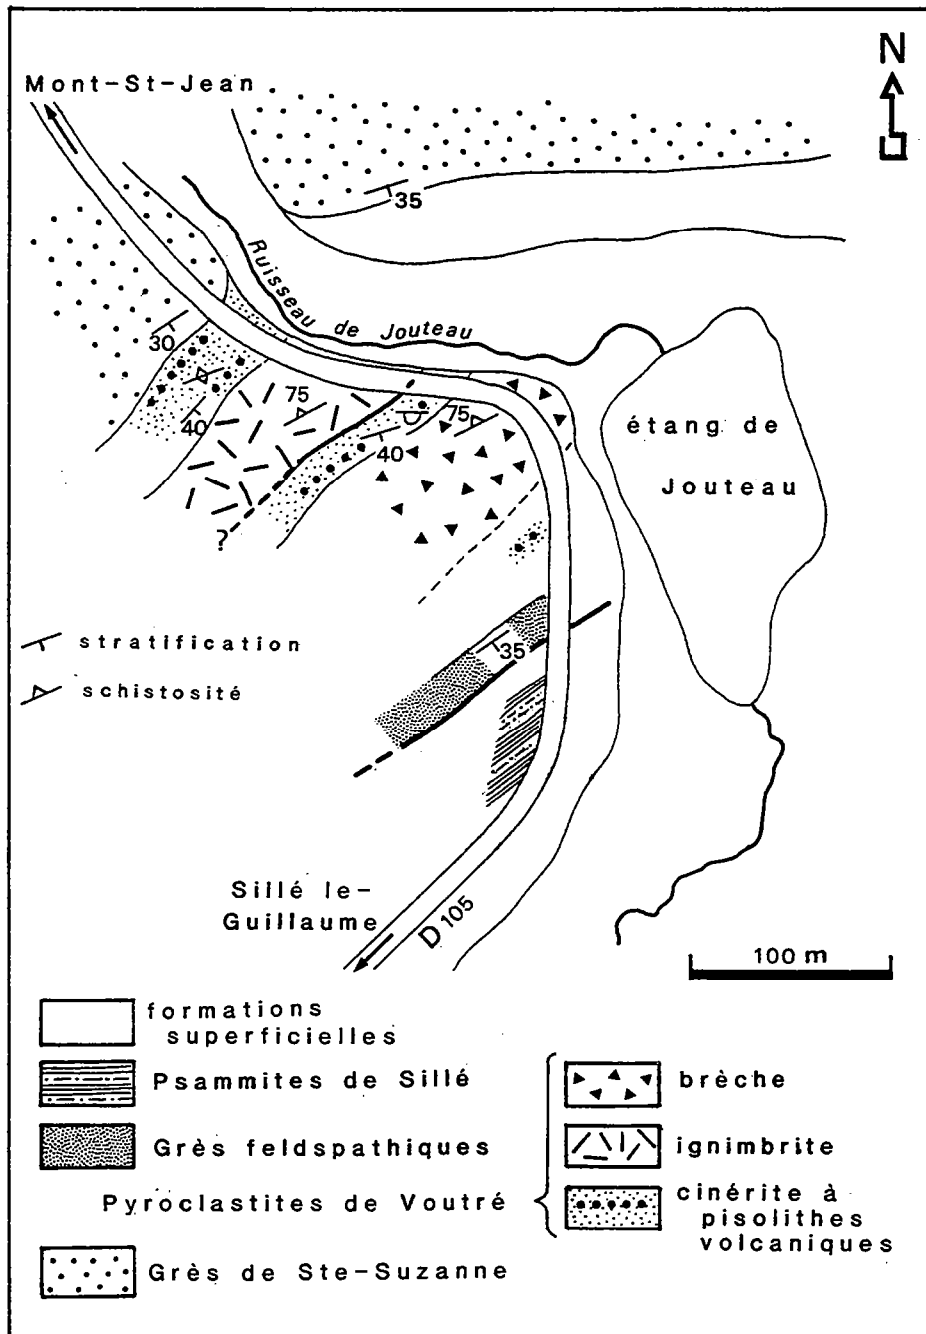 N
Mont-St-Jean
35
Ruisseau de Jouteau
30
75
40
75
40
étang de
Jouteau
?
35
stratification
schistosité
Sillé le-
Guillaume
D 105
100 m
formations
superficielles
Psammites de Sillé
brèche
Grès feldspathiques
ignimbrite
Pyroclastites de Voutré
cinérite à
pisolithes
volcaniques
Grès de Ste-Suzanne